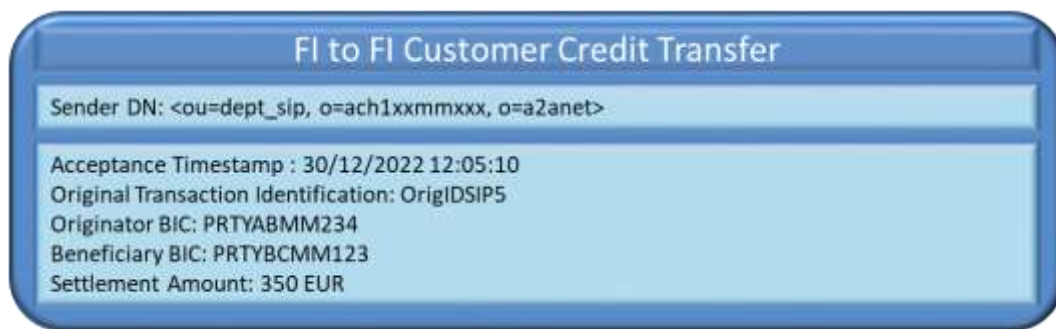 FI to FI Customer Credit Transfer
Sender DN: <ou=dept_sip, o=ach1xxmmxxx, o=a2anet>
Acceptance Timestamp : 30/12/2022 12:05:10
Original Transaction Identification: OrigIDSIP5
Originator BIC: PRTYABMM234
Beneficiary BIC: PRTYBCMM123
Settlement Amount: 350 EUR